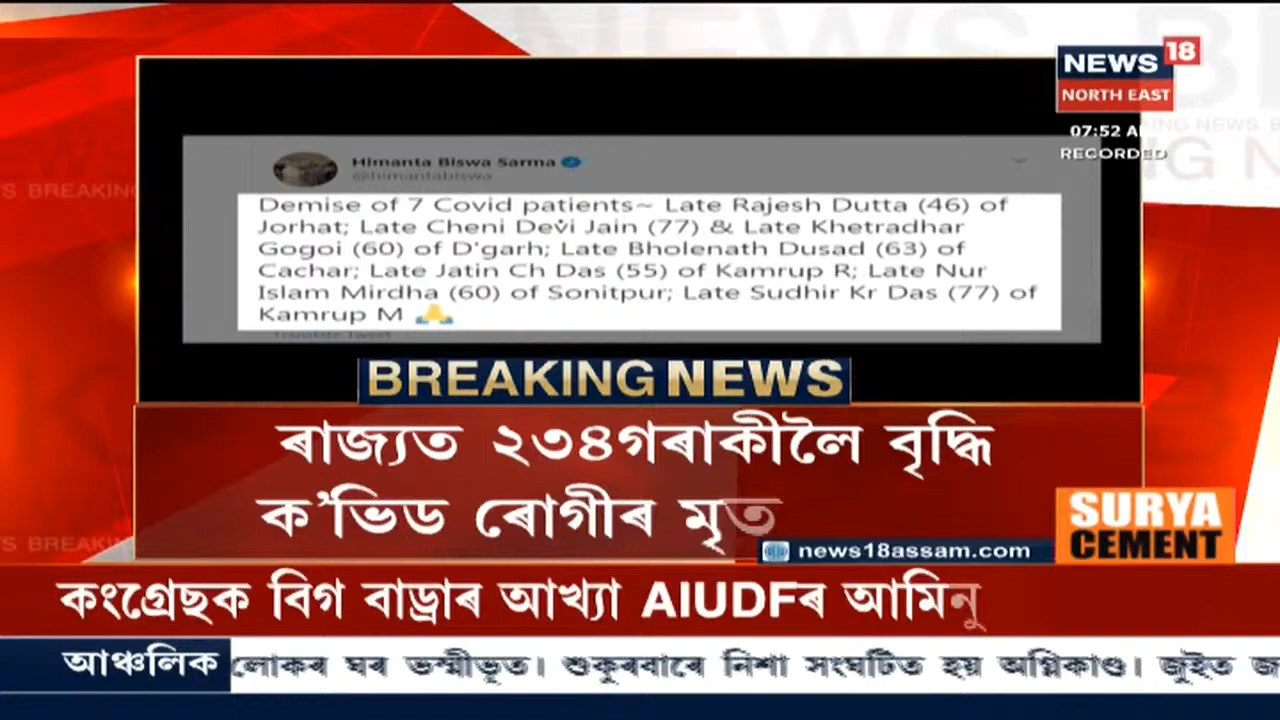 NEWS 18
NORTH EAST
07:52
RECORDED
Himanta Biswa Sarma
@himantabiswa
Demise of 7 Covid patients~ Late Rajesh Dutta (46) of
Jorhat; Late Cheni Devi Jain (77) & Late Khetradhar
Gogoi (60) of D'garh; Late Bholenath Dusad (63) of
Cachar; Late Jatin Ch Das (55) of Kamrup R; Late Nur
Islam Mirdha (60) of Sonitpur; Late Sudhir Kr Das (77) of
Kamrup M 🙏
BREAKING NEWS
ৰাজ্যত ২৩৪গৰাকীলৈ বৃদ্ধি
ক'ভিড ৰোগীৰ মৃত
news18assam.com
SURYA
CEMENT
কংগ্ৰেছক বিগ ব্ৰাডাৰ আখ্যা AIUDFৰ আমিনু
আঞ্চলিক লোকৰ ঘৰ ভস্মীভূত। শুকুৰবাৰে নিশা সংঘটিত হয় অগ্নিকাণ্ড। জুইত